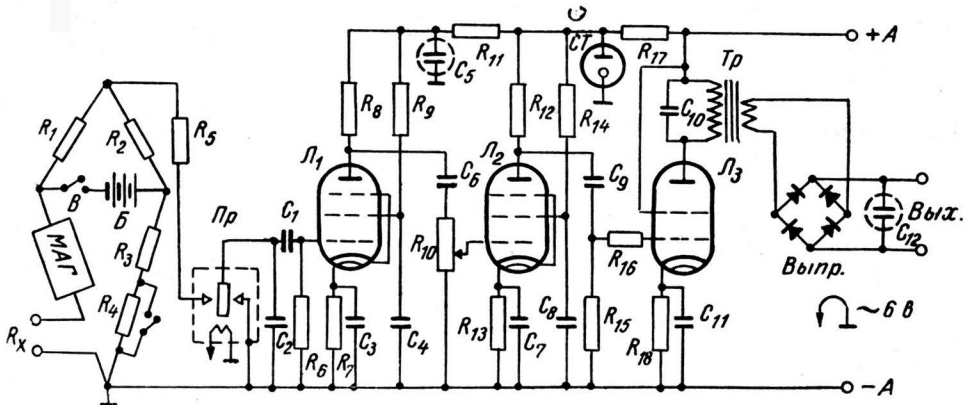 R11
СТ
R17
+А
C5
Тр
R1
R2
R5
R8
R9
R12
R14
C10
Л1
Л2
Л3
C6
C9
В
Б
Пр
C1
Вых.
C12
МАГ
R3
R10
R16
Выпр.
R4
~6 В
Rx
C2
R6
R7
C3
C4
R13
C7
C8
R15
R18
C11
-А